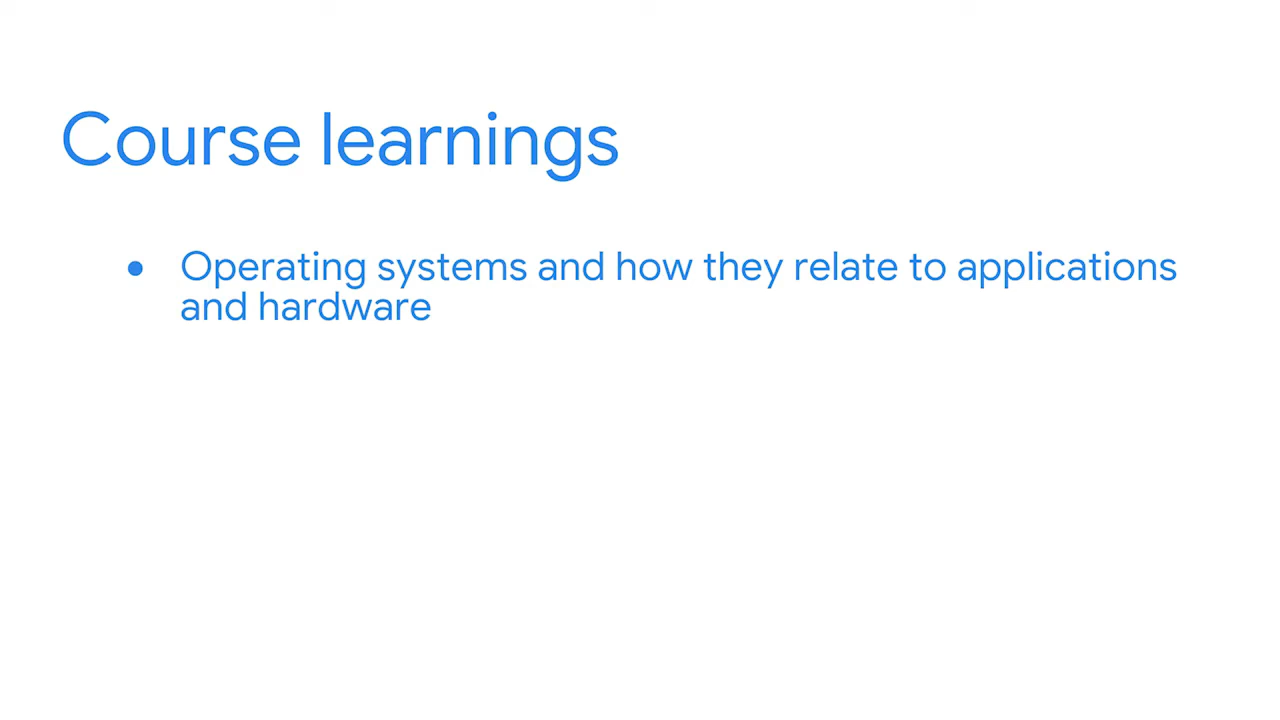 Course learnings
● Operating systems and how they relate to applications
and hardware